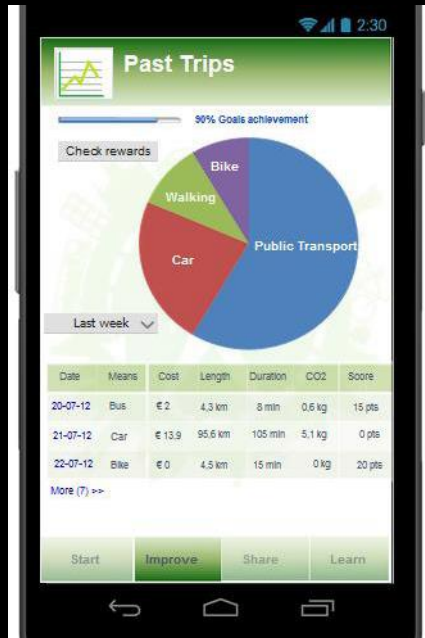 2:30
Past Trips
90% Goals achievement
Check rewards
Bike
Walking
Public Transport
Car
Last week
Date Means Cost Length Duration CO2 Score
20-07-12 Bus € 2 4,3 km 8 min 0,6 kg 15 pts
21-07-12 Car € 13,9 95,6 km 105 min 5,1 kg 0 pts
22-07-12 Bike € 0 4,5 km 15 min 0 kg 20 pts
More (7) >>
Start Improve Share Learn